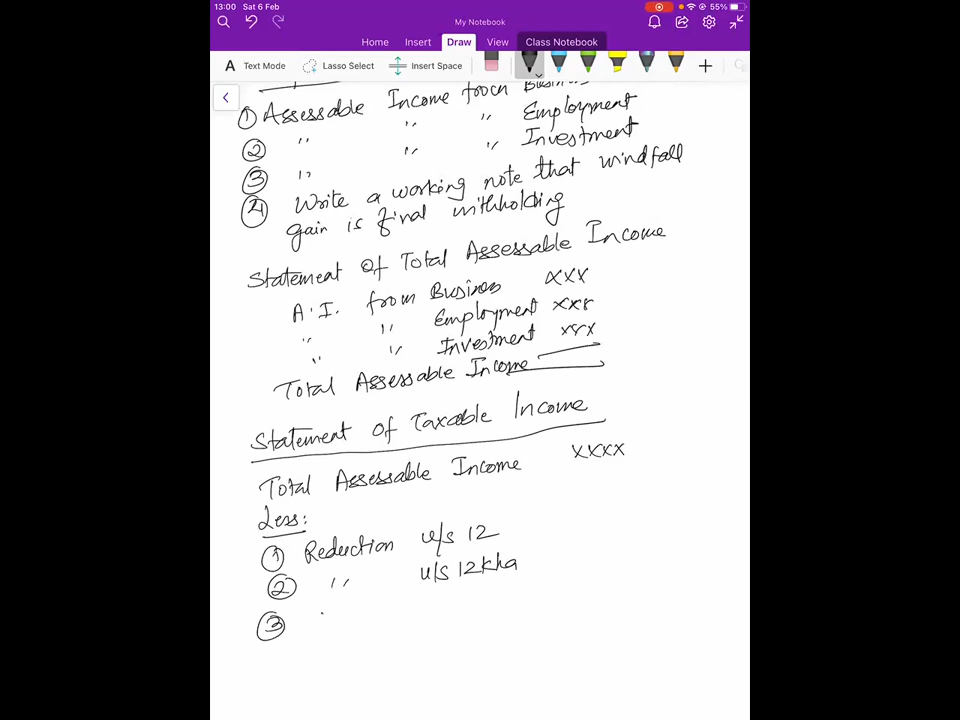 13:00 Sat 6 Feb
55%
My Notebook
Home Insert Draw View Class Notebook
A Text Mode Lasso Select Insert Space
① Assessable Income from Business
② " " " Employment
③ " " " Investment
④ Write a working note that windfall
gain is final withholding
Statement Of Total Assessable Income
A.I. from Business xxx
" " Employment xxx
" " Investment xxx
Total Assessable Income
Statement of Taxable Income
Total Assessable Income xxxx
Less:
① Reduction u/s 12
② " u/s 12kha
③